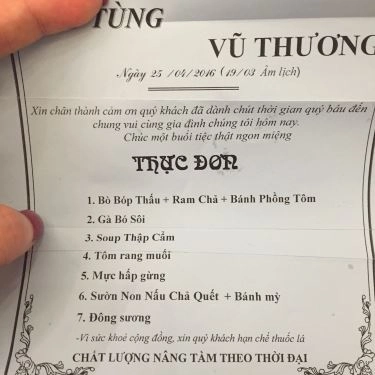 TÙNG
VŨ THƯƠNG
Ngày 25 /04/2016 (19/03 Âm lịch)
Xin chân thành cảm ơn quý khách đã dành chút thời gian quý báu đến
chung vui cùng gia đình chúng tôi hôm nay.
Chúc một buổi tiệc thật ngon miệng
THỰC ĐƠN
1. Bò Bóp Thấu + Ram Chả + Bánh Phồng Tôm
2. Gà Bó Sôi
3. Soup Thập Cẩm
4. Tôm rang muối
5. Mực hấp gừng
6. Sườn Non Nấu Chả Quết + Bánh mỳ
7. Đông sương
-Vì sức khoẻ cộng đồng, xin quý khách hạn chế thuốc lá
CHẤT LƯỢNG NÂNG TẦM THEO THỜI ĐẠI